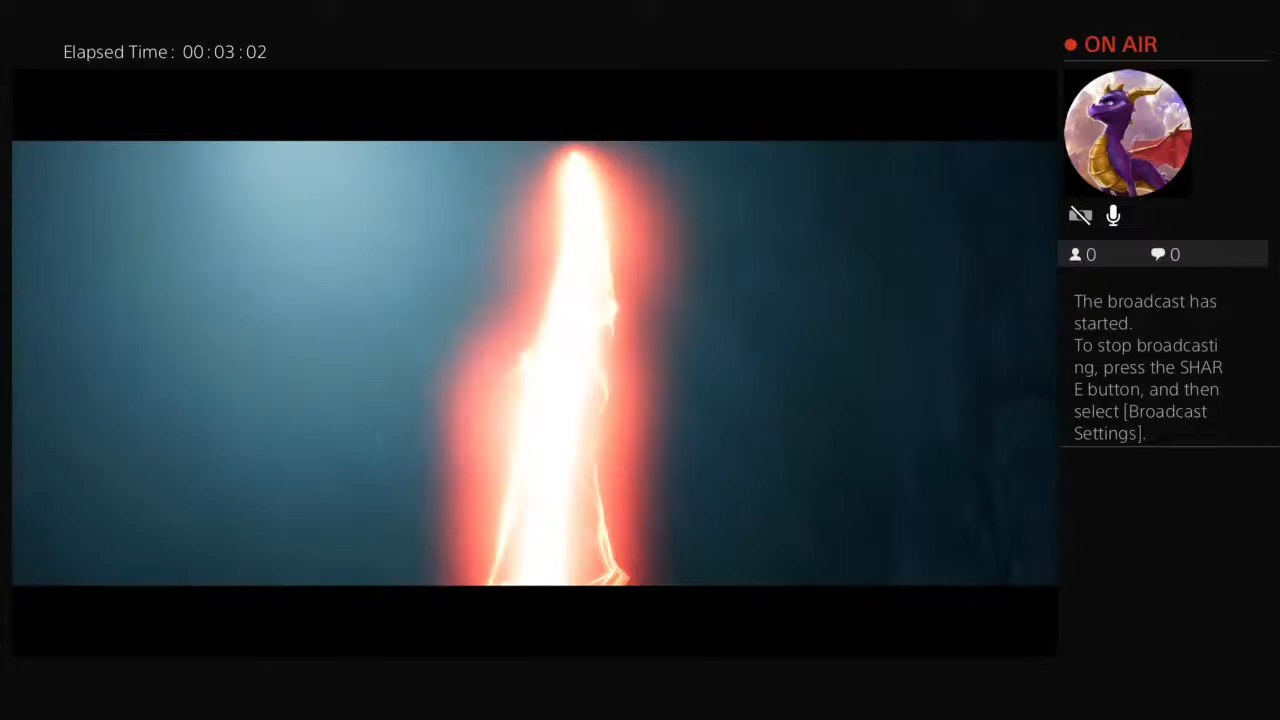 Elapsed Time: 00:03:02
ON AIR
0
0
The broadcast has
started.
To stop broadcasti
ng, press the SHAR
E button, and then
select [Broadcast
Settings].